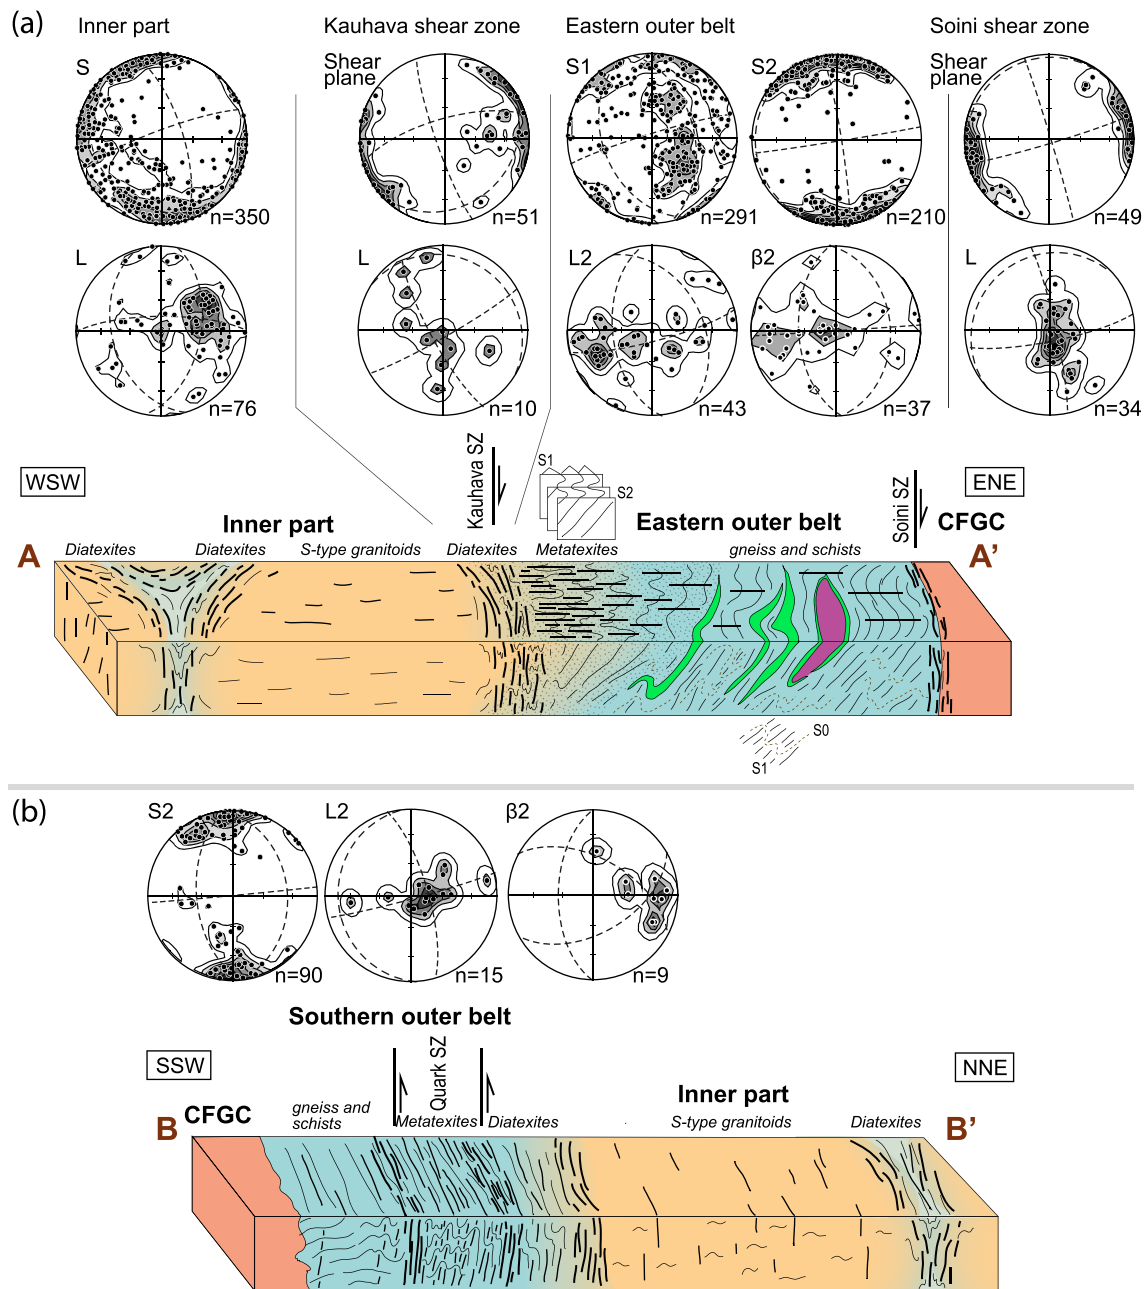 (a)
Inner part
Kauhava shear zone
Eastern outer belt
Soini shear zone
S
Shear
plane
S1
S2
Shear
plane
n=350
n=51
n=291
n=210
n=49
L
L
L2
β2
L
n=76
n=10
n=43
n=37
n=34
WSW
Kauhava SZ
S1
S2
Soini SZ
ENE
Inner part
Eastern outer belt
CFGC
A
Diatexites
Diatexites
S-type granitoids
Diatexites
Metatexites
gneiss and schists
A’
S0
S1
(b)
S2
L2
β2
n=90
n=15
n=9
Southern outer belt
SSW
Quark SZ
NNE
Inner part
B
CFGC
gneiss and
schists
Metatexites
Diatexites
S-type granitoids
Diatexites
B’